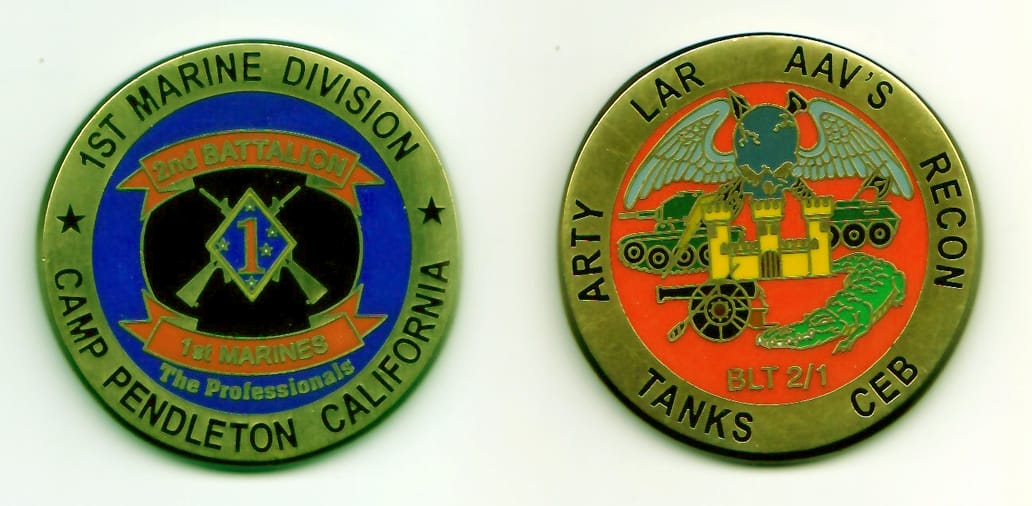 1ST MARINE DIVISION
2nd BATTALION
1
1st MARINES
The Professionals
CAMP PENDLETON CALIFORNIA
ARTY LAR AAV'S RECON
BLT 2/1
TANKS CEB